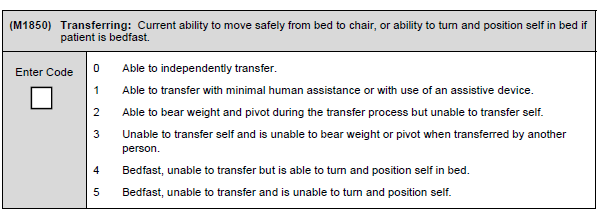 (M1850) Transferring: Current ability to move safely from bed to chair, or ability to turn and position self in bed if
patient is bedfast.
Enter Code
0 Able to independently transfer.
1 Able to transfer with minimal human assistance or with use of an assistive device.
2 Able to bear weight and pivot during the transfer process but unable to transfer self.
3 Unable to transfer self and is unable to bear weight or pivot when transferred by another
person.
4 Bedfast, unable to transfer but is able to turn and position self in bed.
5 Bedfast, unable to transfer and is unable to turn and position self.